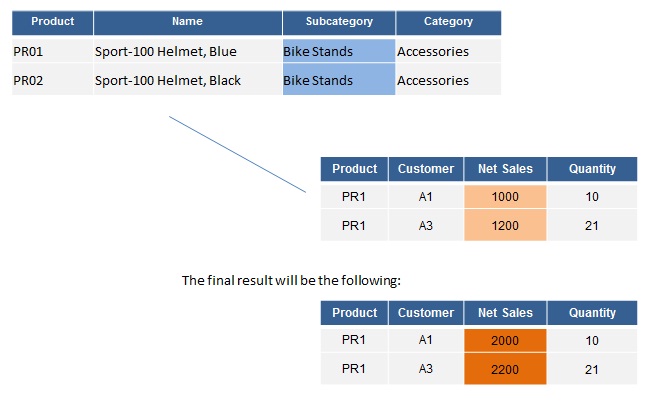 Product Name Subcategory Category
PR01 Sport-100 Helmet, Blue Bike Stands Accessories
PR02 Sport-100 Helmet, Black Bike Stands Accessories
Product Customer Net Sales Quantity
PR1 A1 1000 10
PR1 A3 1200 21
The final result will be the following:
Product Customer Net Sales Quantity
PR1 A1 2000 10
PR1 A3 2200 21